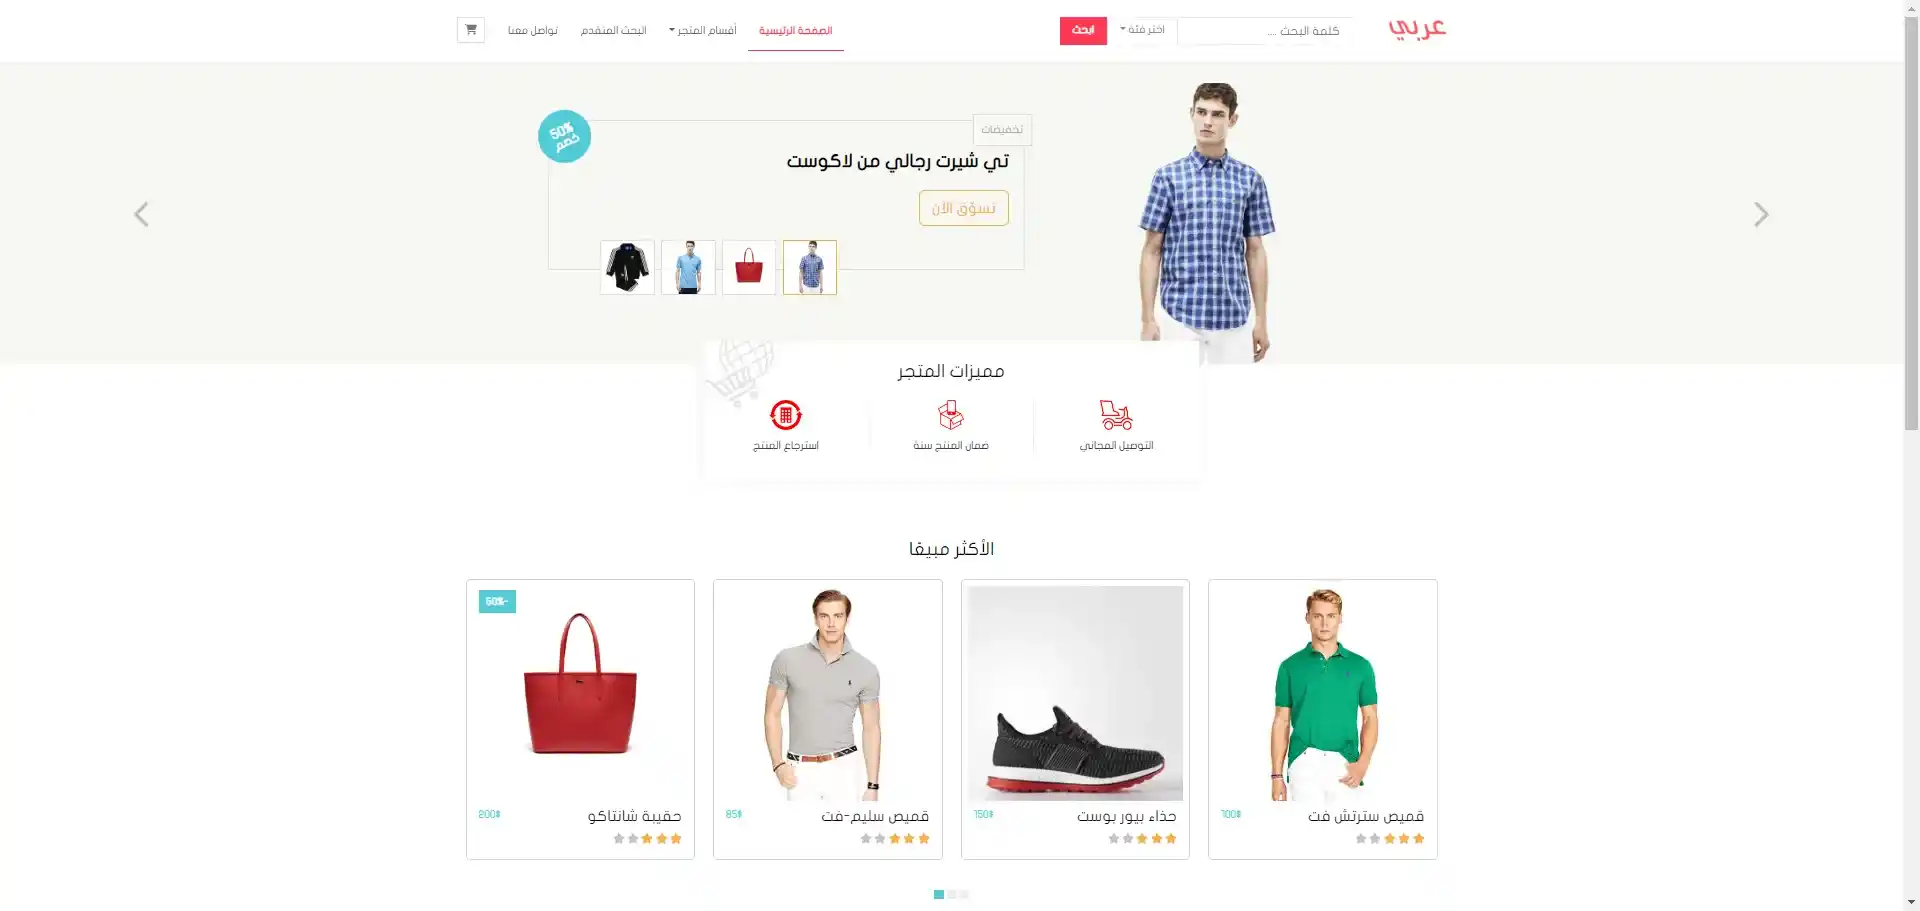 عربي
كلمة البحث ....
اختر فئة
ابحث
الصفحة الرئيسية
أقسام المتجر
البحث المتقدم
تواصل معنا
تخفيضات
50%
خصم
تي شيرت رجالي من لاكوست
تسوّق الآن
مميزات المتجر
التوصيل المجاني
ضمان المنتج سنة
استرجاع المنتج
الأكثر مبيعًا
قميص سترتش فت
100$
حذاء بيور بوست
150$
قميص سليم-فت
85$
50%-
حقيبة شانتاكو
200$